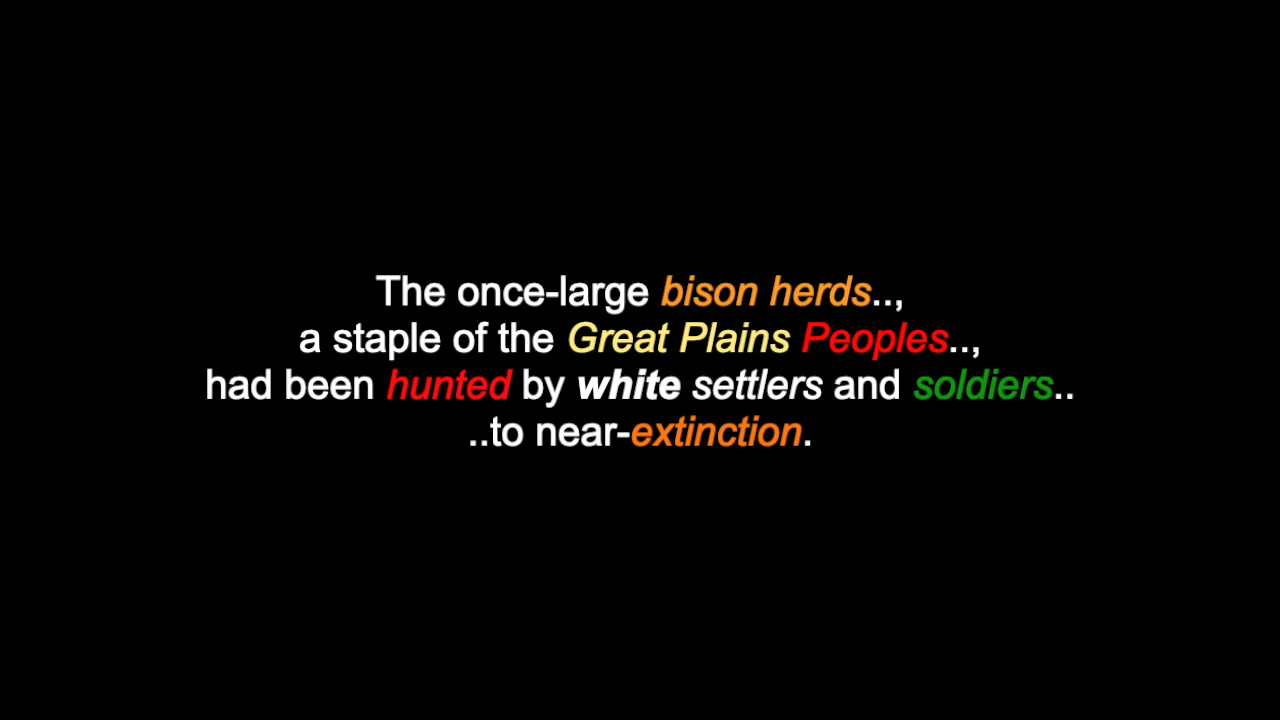 The once-large bison herds..,
a staple of the Great Plains Peoples..,
had been hunted by white settlers and soldiers..
..to near-extinction.